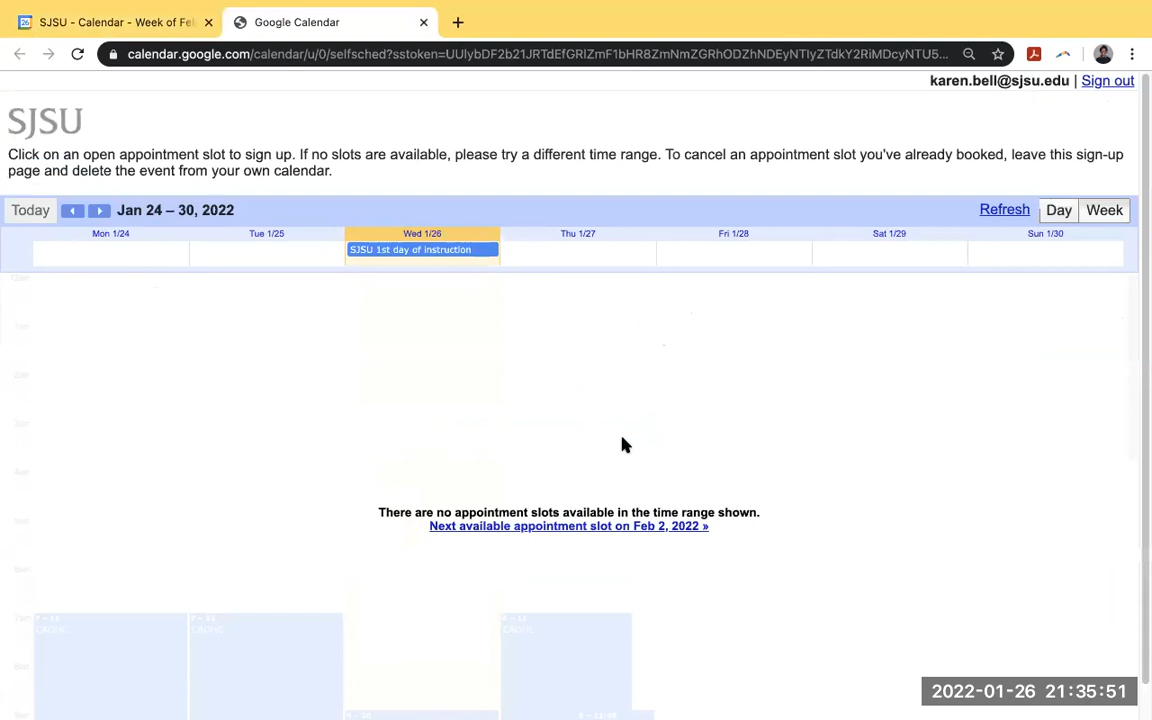 SJSU - Calendar - Week of Feb
Google Calendar
calendar.google.com/calendar/u/0/selfsched?sstoken=UUlybDF2b21JRTdEfGRlZmF1bHR8ZmNmZGRhODZhNDEyNTIyZTdkY2RiMDcyNTU5...
karen.bell@sjsu.edu | Sign out
SJSU
Click on an open appointment slot to sign up. If no slots are available, please try a different time range. To cancel an appointment slot you've already booked, leave this sign-up
page and delete the event from your own calendar.
Today Jan 24 – 30, 2022 Refresh Day Week
Mon 1/24 Tue 1/25 Wed 1/26 Thu 1/27 Fri 1/28 Sat 1/29 Sun 1/30
SJSU 1st day of instruction
There are no appointment slots available in the time range shown.
Next available appointment slot on Feb 2, 2022 »
2022-01-26 21:35:51